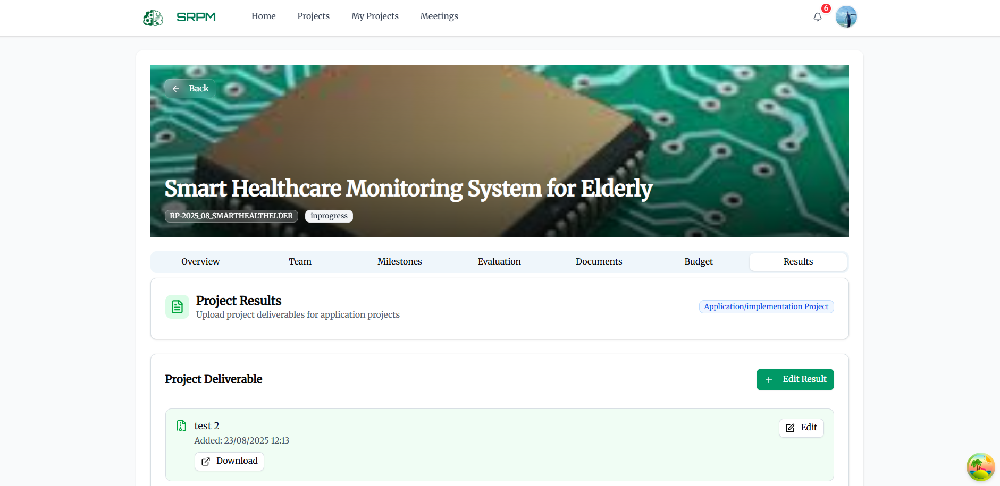 SRPM
Home
Projects
My Projects
Meetings
6
Back
Smart Healthcare Monitoring System for Elderly
RP-2025_08_SMARTHEALTHELDER
inprogress
Overview
Team
Milestones
Evaluation
Documents
Budget
Results
Project Results
Upload project deliverables for application projects
Application/implementation Project
Project Deliverable
Edit Result
test 2
Added: 23/08/2025 12:13
Edit
Download